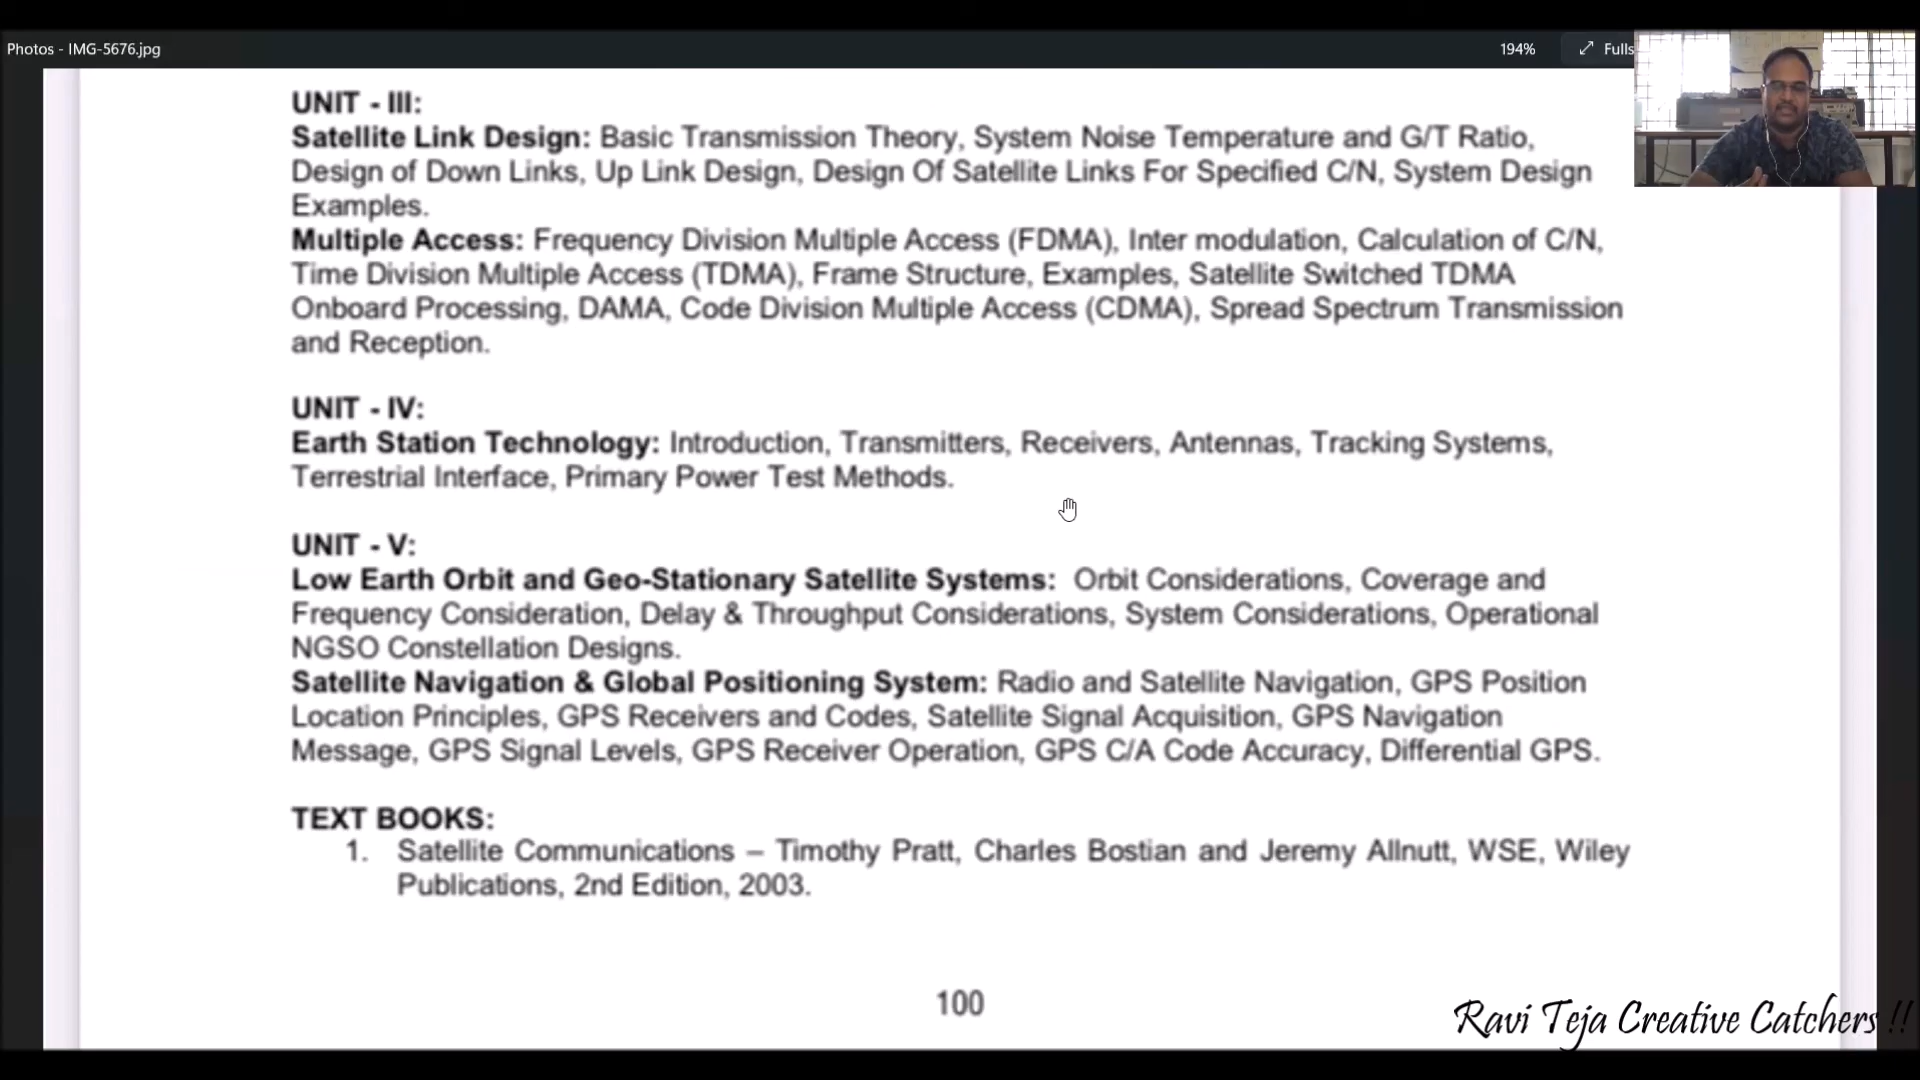 Photos - IMG-5676.jpg
194%
Fulls
UNIT - III:
Satellite Link Design: Basic Transmission Theory, System Noise Temperature and G/T Ratio,
Design of Down Links, Up Link Design, Design Of Satellite Links For Specified C/N, System Design
Examples.
Multiple Access: Frequency Division Multiple Access (FDMA), Inter modulation, Calculation of C/N,
Time Division Multiple Access (TDMA), Frame Structure, Examples, Satellite Switched TDMA
Onboard Processing, DAMA, Code Division Multiple Access (CDMA), Spread Spectrum Transmission
and Reception.
UNIT - IV:
Earth Station Technology: Introduction, Transmitters, Receivers, Antennas, Tracking Systems,
Terrestrial Interface, Primary Power Test Methods.
UNIT - V:
Low Earth Orbit and Geo-Stationary Satellite Systems: Orbit Considerations, Coverage and
Frequency Consideration, Delay & Throughput Considerations, System Considerations, Operational
NGSO Constellation Designs.
Satellite Navigation & Global Positioning System: Radio and Satellite Navigation, GPS Position
Location Principles, GPS Receivers and Codes, Satellite Signal Acquisition, GPS Navigation
Message, GPS Signal Levels, GPS Receiver Operation, GPS C/A Code Accuracy, Differential GPS.
TEXT BOOKS:
1. Satellite Communications – Timothy Pratt, Charles Bostian and Jeremy Allnutt, WSE, Wiley
Publications, 2nd Edition, 2003.
100
Ravi Teja Creative Catchers !!